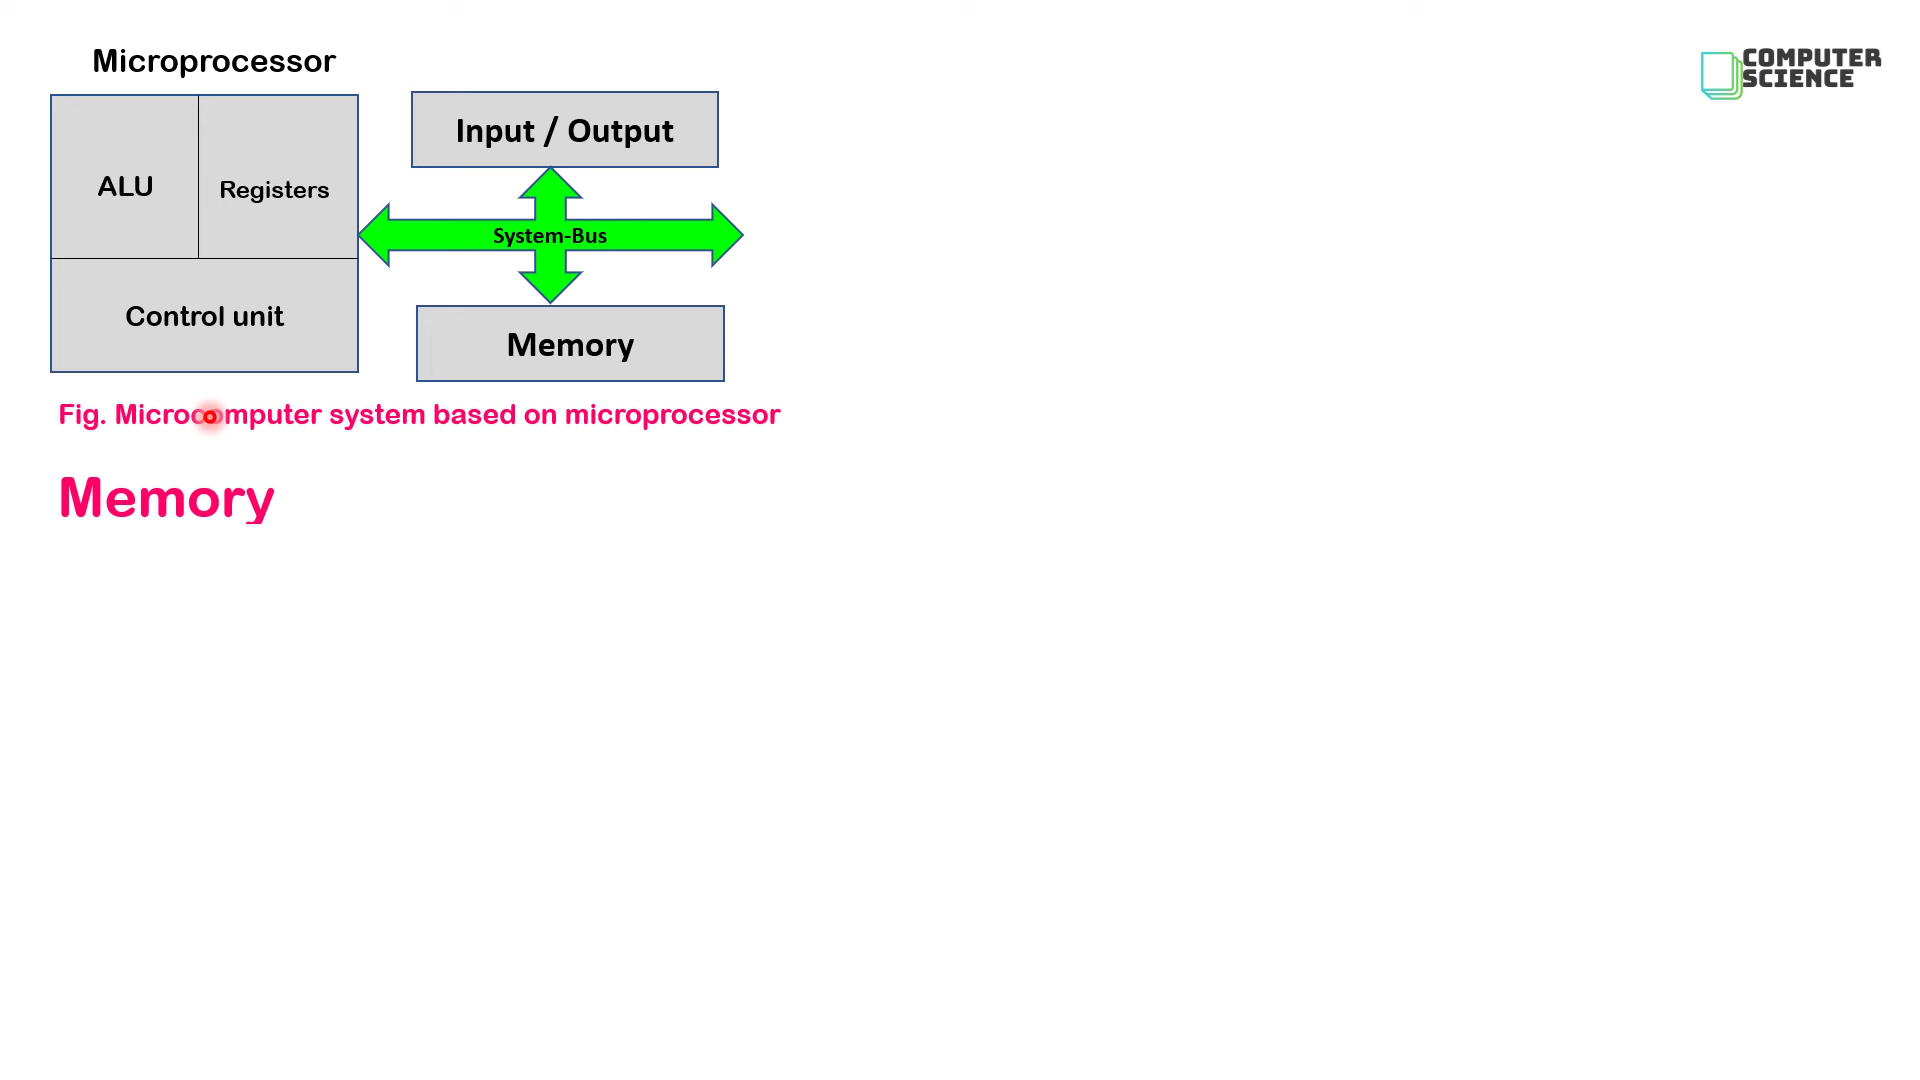 Microprocessor
COMPUTER
SCIENCE
Input / Output
ALU
Registers
System-Bus
Control unit
Memory
Fig. Microcomputer system based on microprocessor
Memory